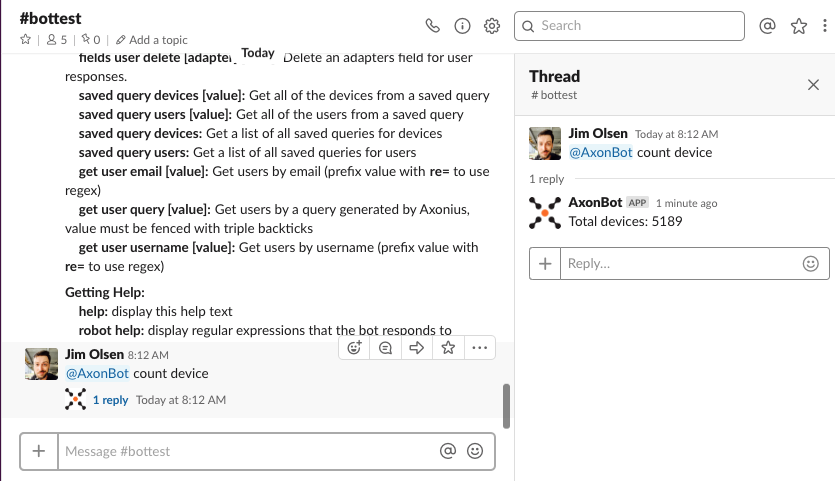 #bottest
5 0 Add a topic
Search
Today
fields user delete [adapter Delete an adapters field for user
responses.
saved query devices [value]: Get all of the devices from a saved query
saved query users [value]: Get all of the users from a saved query
saved query devices: Get a list of all saved queries for devices
saved query users: Get a list of all saved queries for users
get user email [value]: Get users by email (prefix value with re= to use
regex)
get user query [value]: Get users by a query generated by Axonius,
value must be fenced with triple backticks
get user username [value]: Get users by username (prefix value with
re= to use regex)
Getting Help:
help: display this help text
robot help: display regular expressions that the bot responds to
Jim Olsen 8:12 AM
@AxonBot count device
1 reply Today at 8:12 AM
Message #bottest
Thread
# bottest
Jim Olsen Today at 8:12 AM
@AxonBot count device
1 reply
AxonBot APP 1 minute ago
Total devices: 5189
Reply...